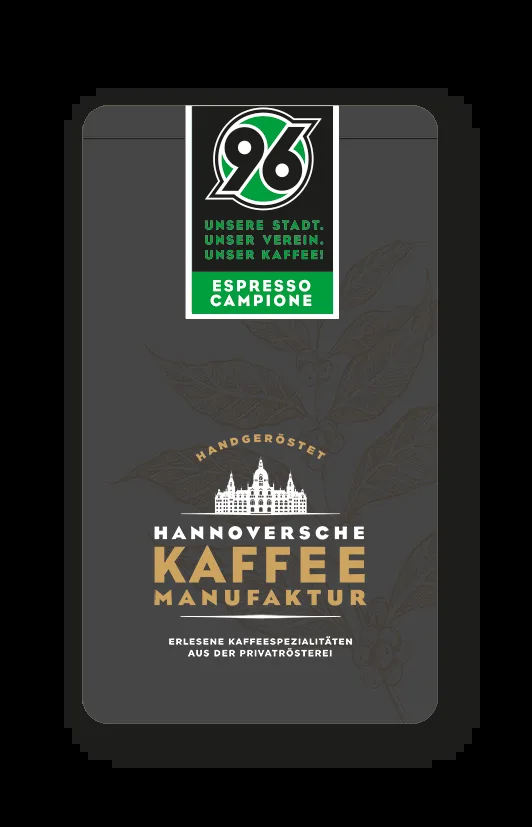 96
UNSERE STADT.
UNSER VEREIN.
UNSER KAFFEE!
ESPRESSO
CAMPIONE
HANDGERÖSTET
HANNOVERSCHE
KAFFEE
MANUFAKTUR
ERLESENE KAFFEESPEZIALITÄTEN
AUS DER PRIVATRÖSTEREI